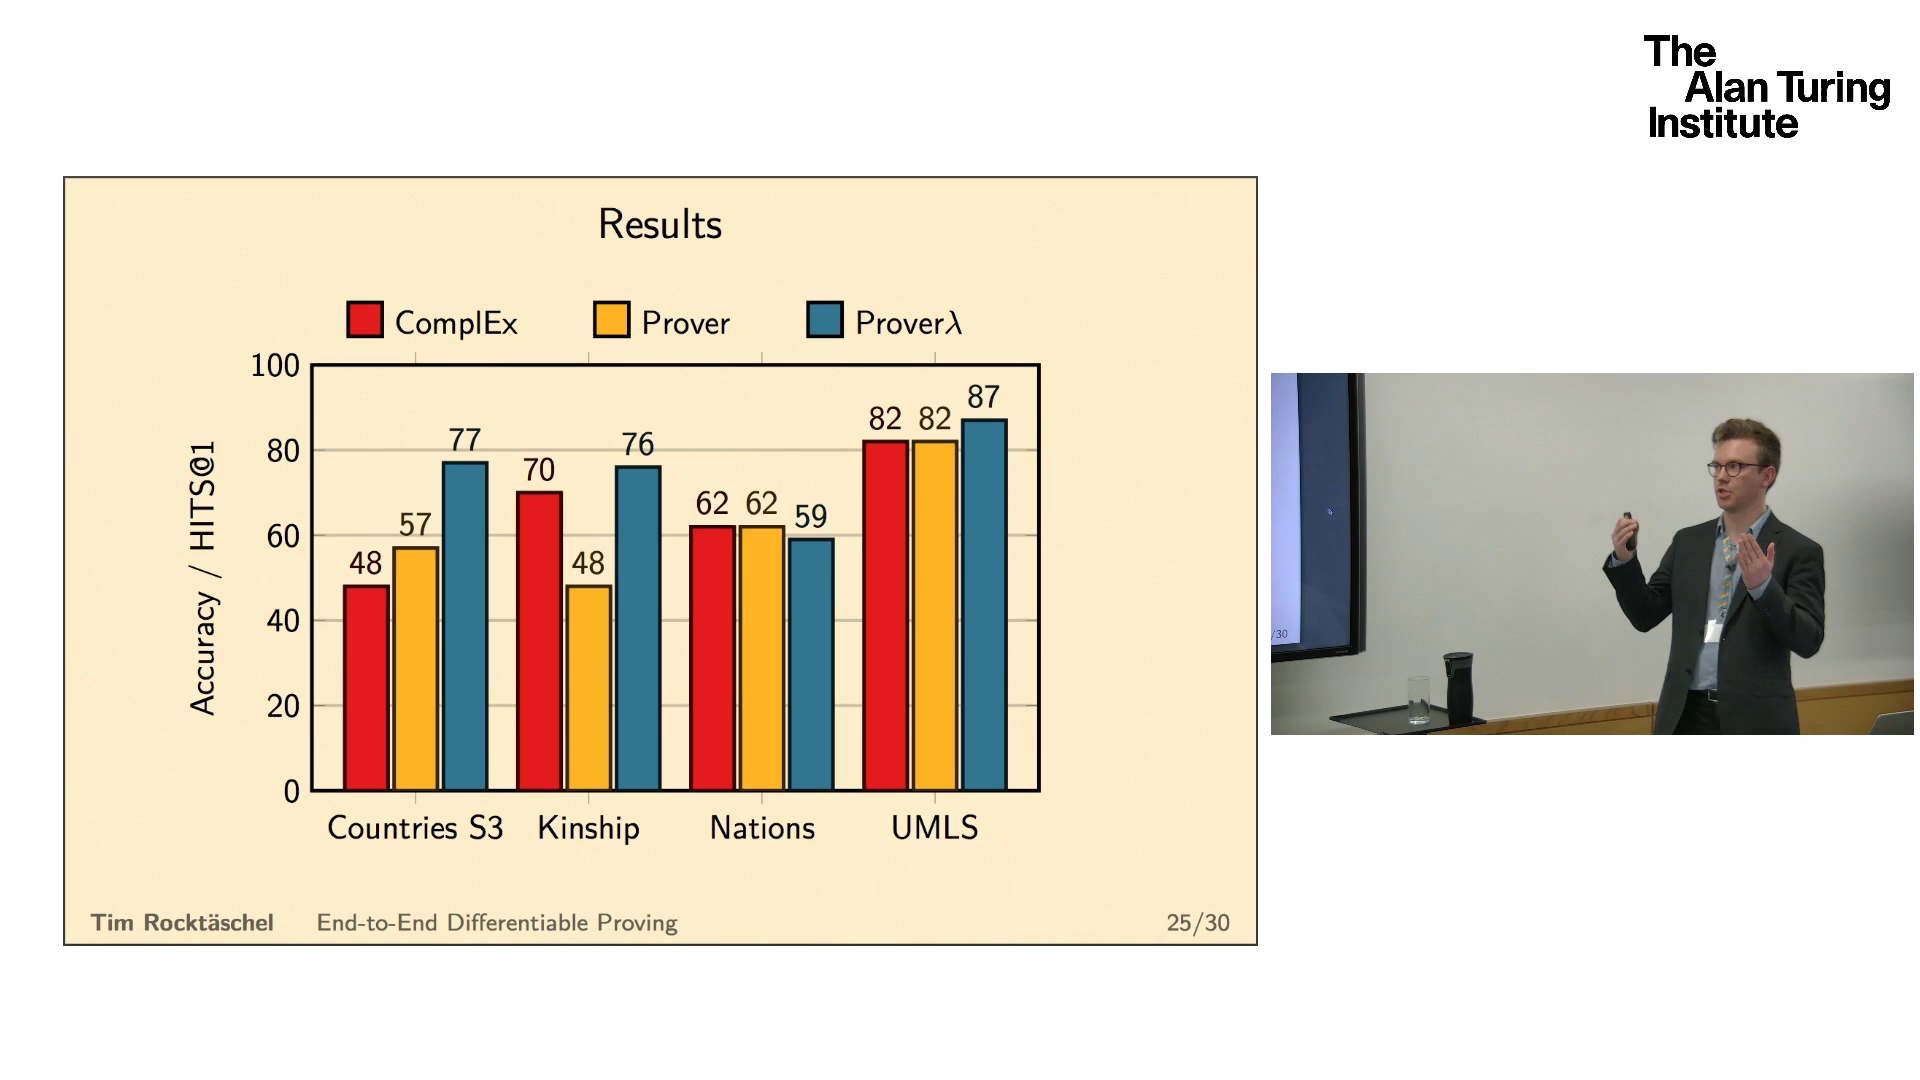 The
Alan Turing
Institute
Results
ComplEx Prover Proverλ
Accuracy / HITS@1
100
80
60
40
20
0
48 57 77
70 48 76
62 62 59
82 82 87
Countries S3 Kinship Nations UMLS
Tim Rocktäschel End-to-End Differentiable Proving 25/30
/30